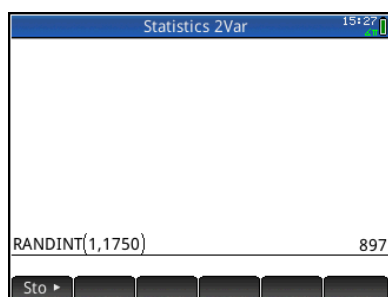 Statistics 2Var
15:27
∡π
RANDINT(1,1750)
897
Sto ►